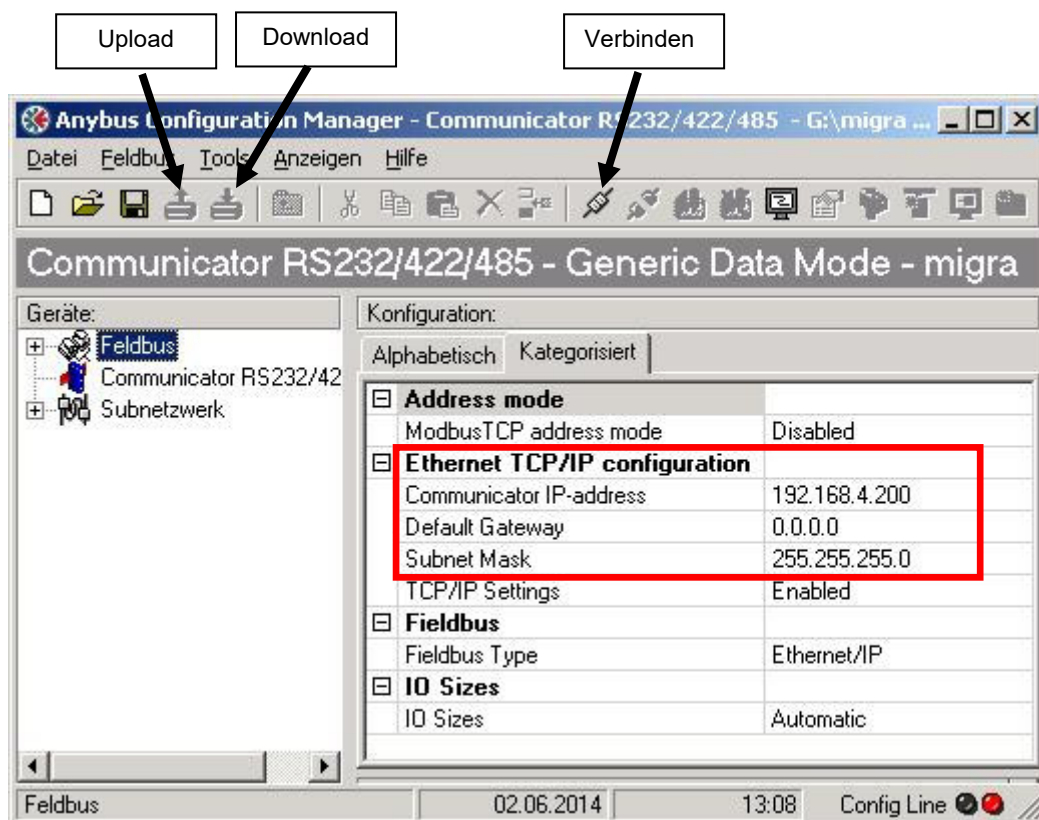 Upload
Download
Verbinden
Anybus Configuration Manager - Communicator RS232/422/485 - G:\migra ...
Datei Feldbus Tools Anzeigen Hilfe
Communicator RS232/422/485 - Generic Data Mode - migra
Geräte:
Feldbus
Communicator RS232/42
Subnetzwerk
Konfiguration:
Alphabetisch Kategorisiert
Address mode
ModbusTCP address mode Disabled
Ethernet TCP/IP configuration
Communicator IP-address 192.168.4.200
Default Gateway 0.0.0.0
Subnet Mask 255.255.255.0
TCP/IP Settings Enabled
Fieldbus
Fieldbus Type Ethernet/IP
IO Sizes
IO Sizes Automatic
Feldbus 02.06.2014 13:08 Config Line